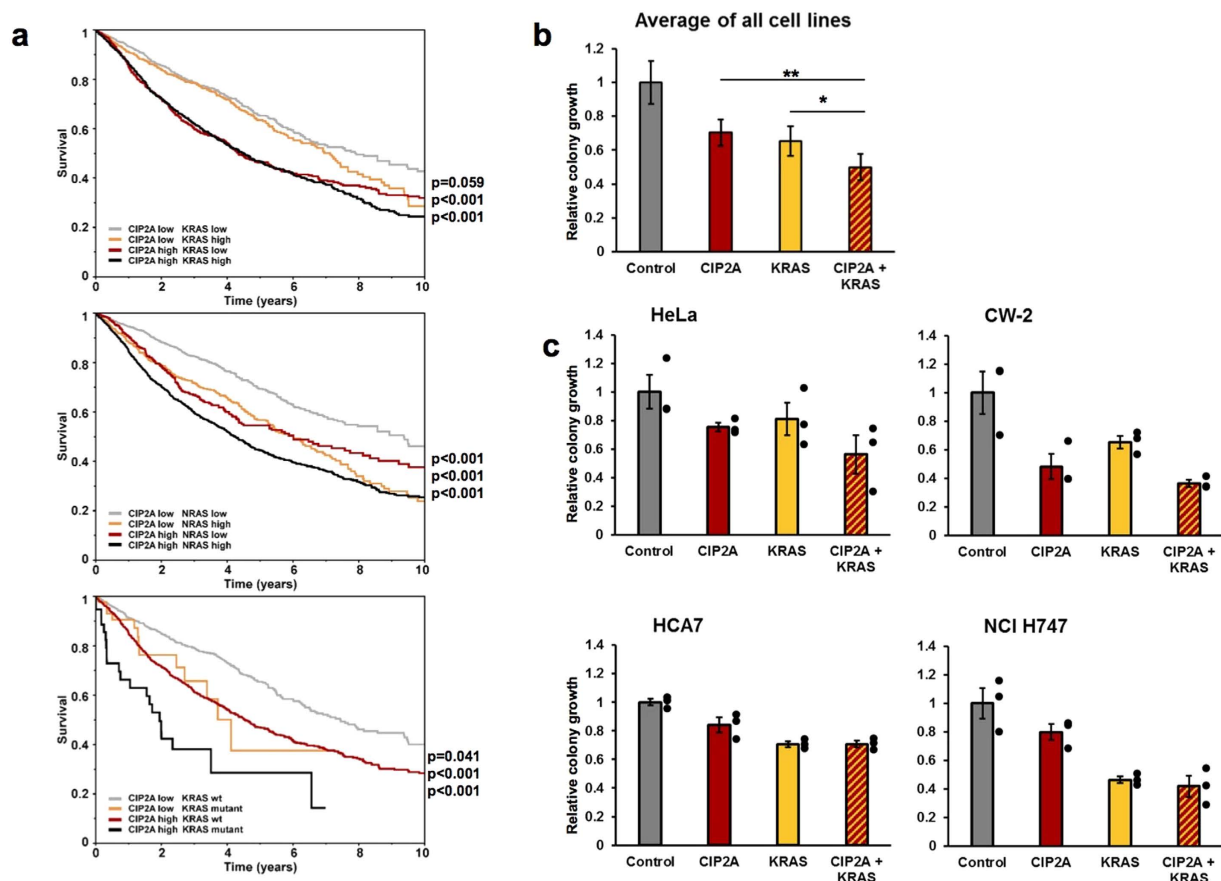 a
1
0.8
0.6
0.4
0.2
0
Survival
p=0.059
p<0.001
p<0.001
CIP2A low KRAS low
CIP2A low KRAS high
CIP2A high KRAS low
CIP2A high KRAS high
0 2 4 6 8 10
Time (years)
1
0.8
0.6
0.4
0.2
0
Survival
p<0.001
p<0.001
p<0.001
CIP2A low NRAS low
CIP2A low NRAS high
CIP2A high NRAS low
CIP2A high NRAS high
0 2 4 6 8 10
Time (years)
1
0.8
0.6
0.4
0.2
0
Survival
p=0.041
p<0.001
p<0.001
CIP2A low KRAS wt
CIP2A low KRAS mutant
CIP2A high KRAS wt
CIP2A high KRAS mutant
0 2 4 6 8 10
Time (years)
b
Average of all cell lines
Relative colony growth
1.2
1
0.8
0.6
0.4
0.2
0
**
*
Control CIP2A KRAS CIP2A +
KRAS
c
HeLa
Relative colony growth
1.4
1.2
1
0.8
0.6
0.4
0.2
0
Control CIP2A KRAS CIP2A +
KRAS
CW-2
Relative colony growth
1.4
1.2
1
0.8
0.6
0.4
0.2
0
Control CIP2A KRAS CIP2A +
KRAS
HCA7
Relative colony growth
1.4
1.2
1
0.8
0.6
0.4
0.2
0
Control CIP2A KRAS CIP2A +
KRAS
NCI H747
Relative colony growth
1.4
1.2
1
0.8
0.6
0.4
0.2
0
Control CIP2A KRAS CIP2A +
KRAS